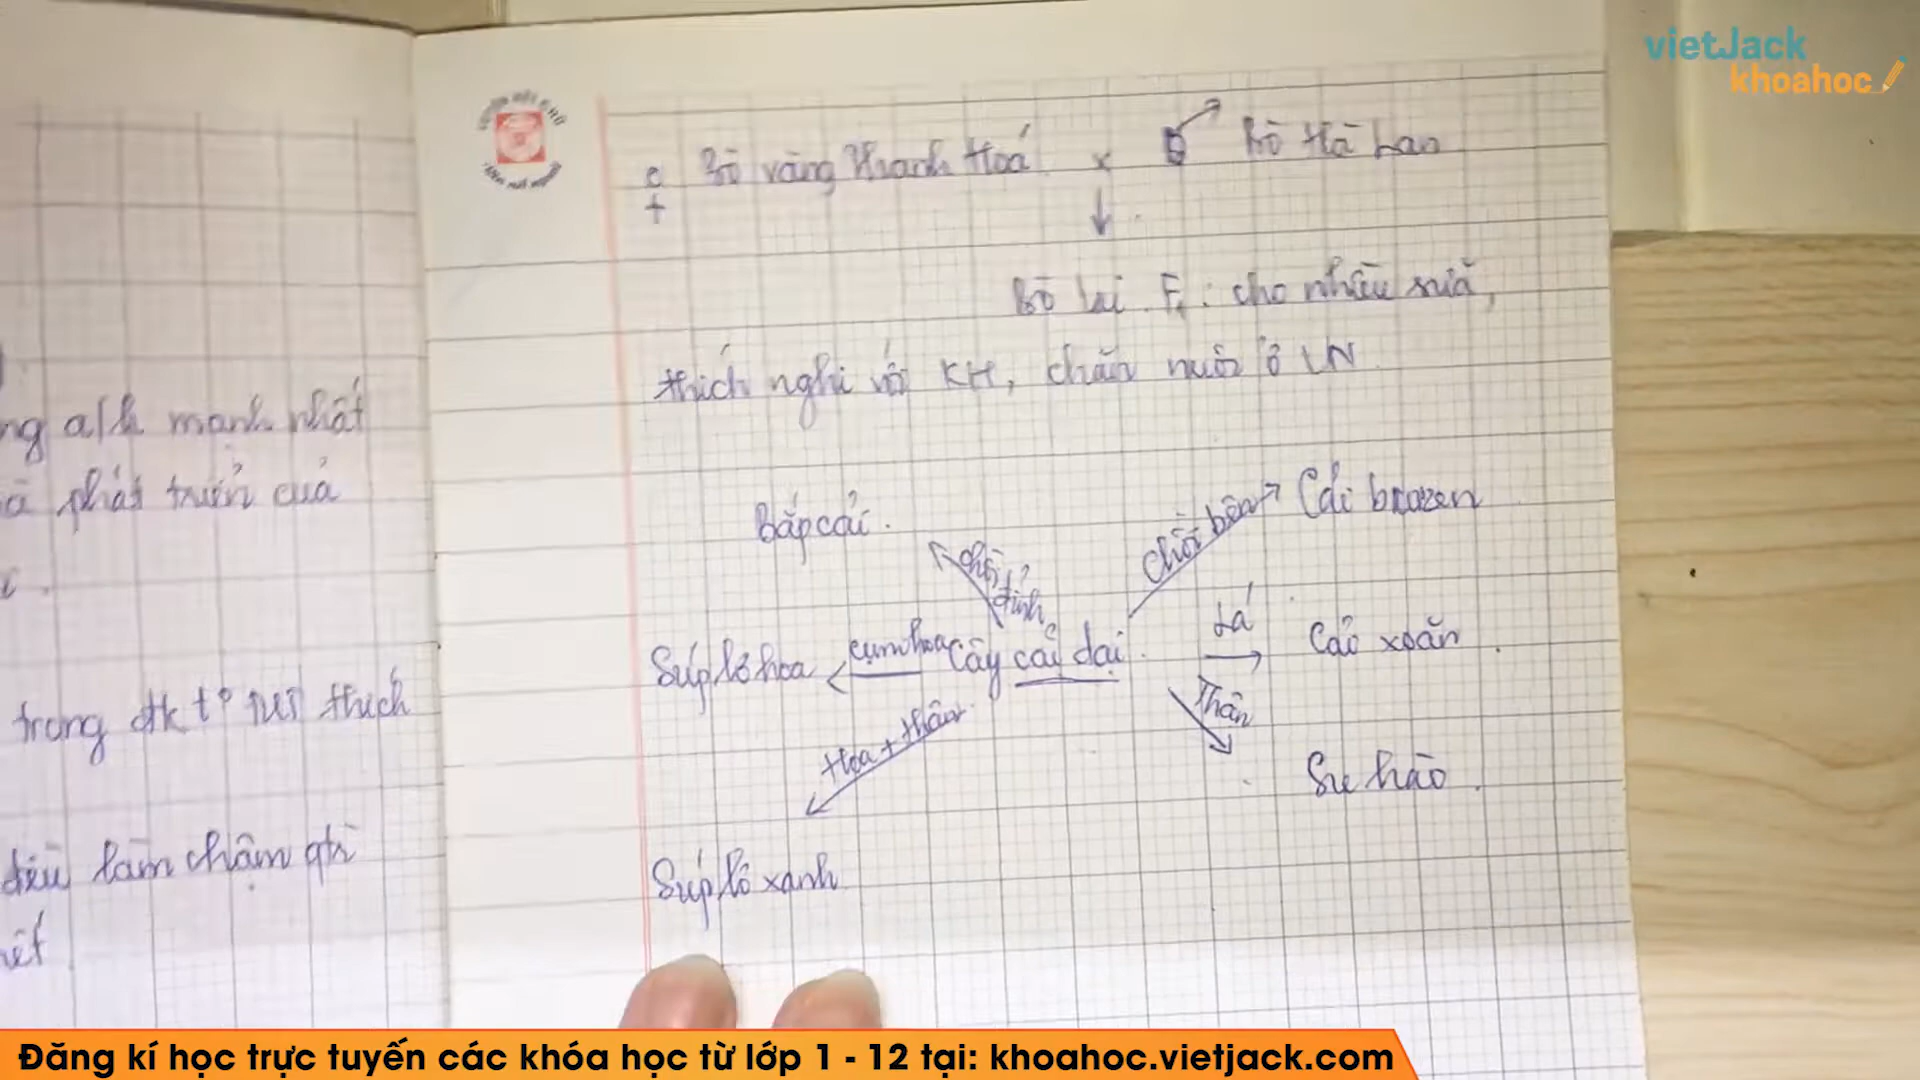 vietJack
khoahoc
♀ Bò vàng Thanh Hoá x ♂ Bò Hà Lan
↓
Bò lai F₁: cho nhiều sữa,
thích nghi với KH, chăn nuôi ở VN.
ng a/h mạnh nhất
phát triển của
Bắp cải.
chồi đỉnh
chồi bên
Cải bruxen
Lá
Súp lơ hoa
cụm hoa
Cây cải dại.
Cải xoăn.
Thân
trong đk t°
thích
Hoa + thân
Su hào.
đều làm chậm
Súp lơ xanh
Đăng kí học trực tuyến các khóa học từ lớp 1 - 12 tại: khoahoc.vietjack.com